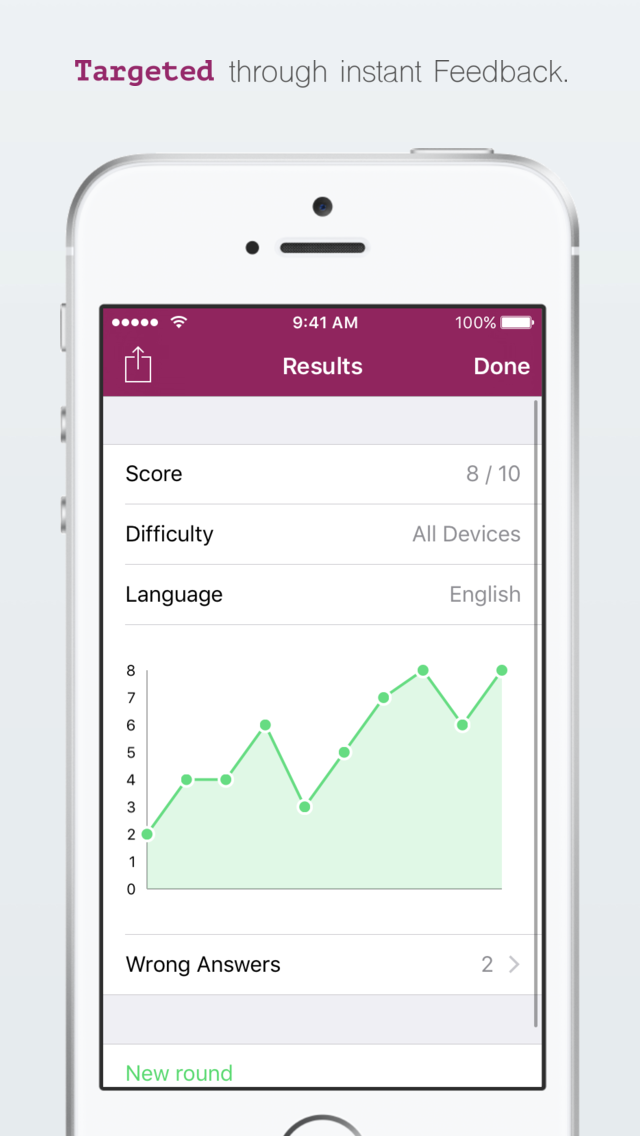 Targeted through instant Feedback.
9:41 AM
100%
Results
Done
Score
8 / 10
Difficulty
All Devices
Language
English
8
7
6
5
4
3
2
1
0
Wrong Answers
2
New round